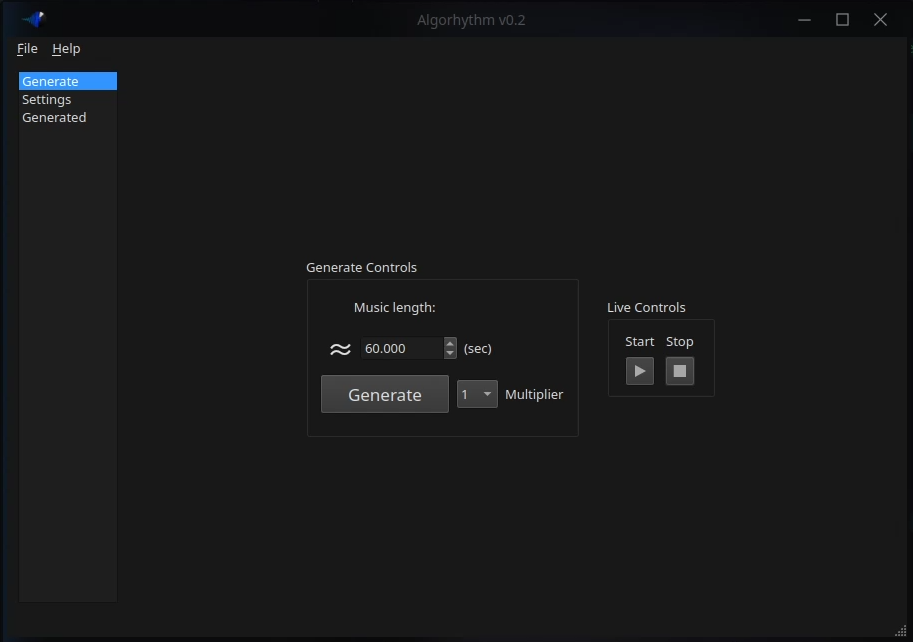 Algorhythm v0.2
File Help
Generate
Settings
Generated
Generate Controls
Music length:
≈ 60.000 (sec)
Generate 1 Multiplier
Live Controls
Start Stop